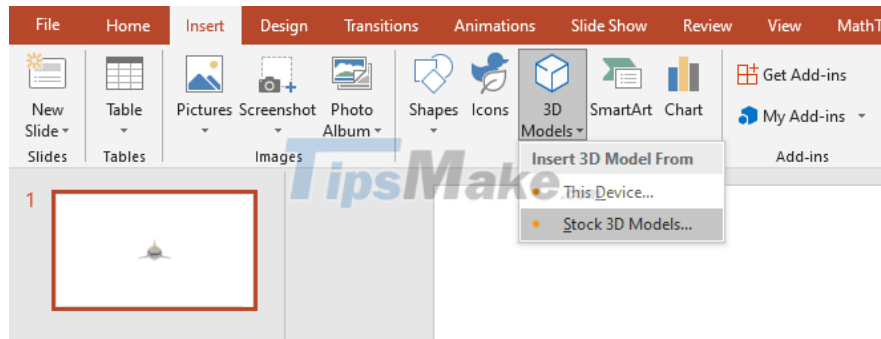 File Home Insert Design Transitions Animations Slide Show Review View MathT
New Slide Table Pictures Screenshot Photo Album Shapes Icons 3D Models SmartArt Chart Get Add-ins
My Add-ins
Slides Tables Images Add-ins
Insert 3D Model From
This Device...
Stock 3D Models...
TipsMake
1